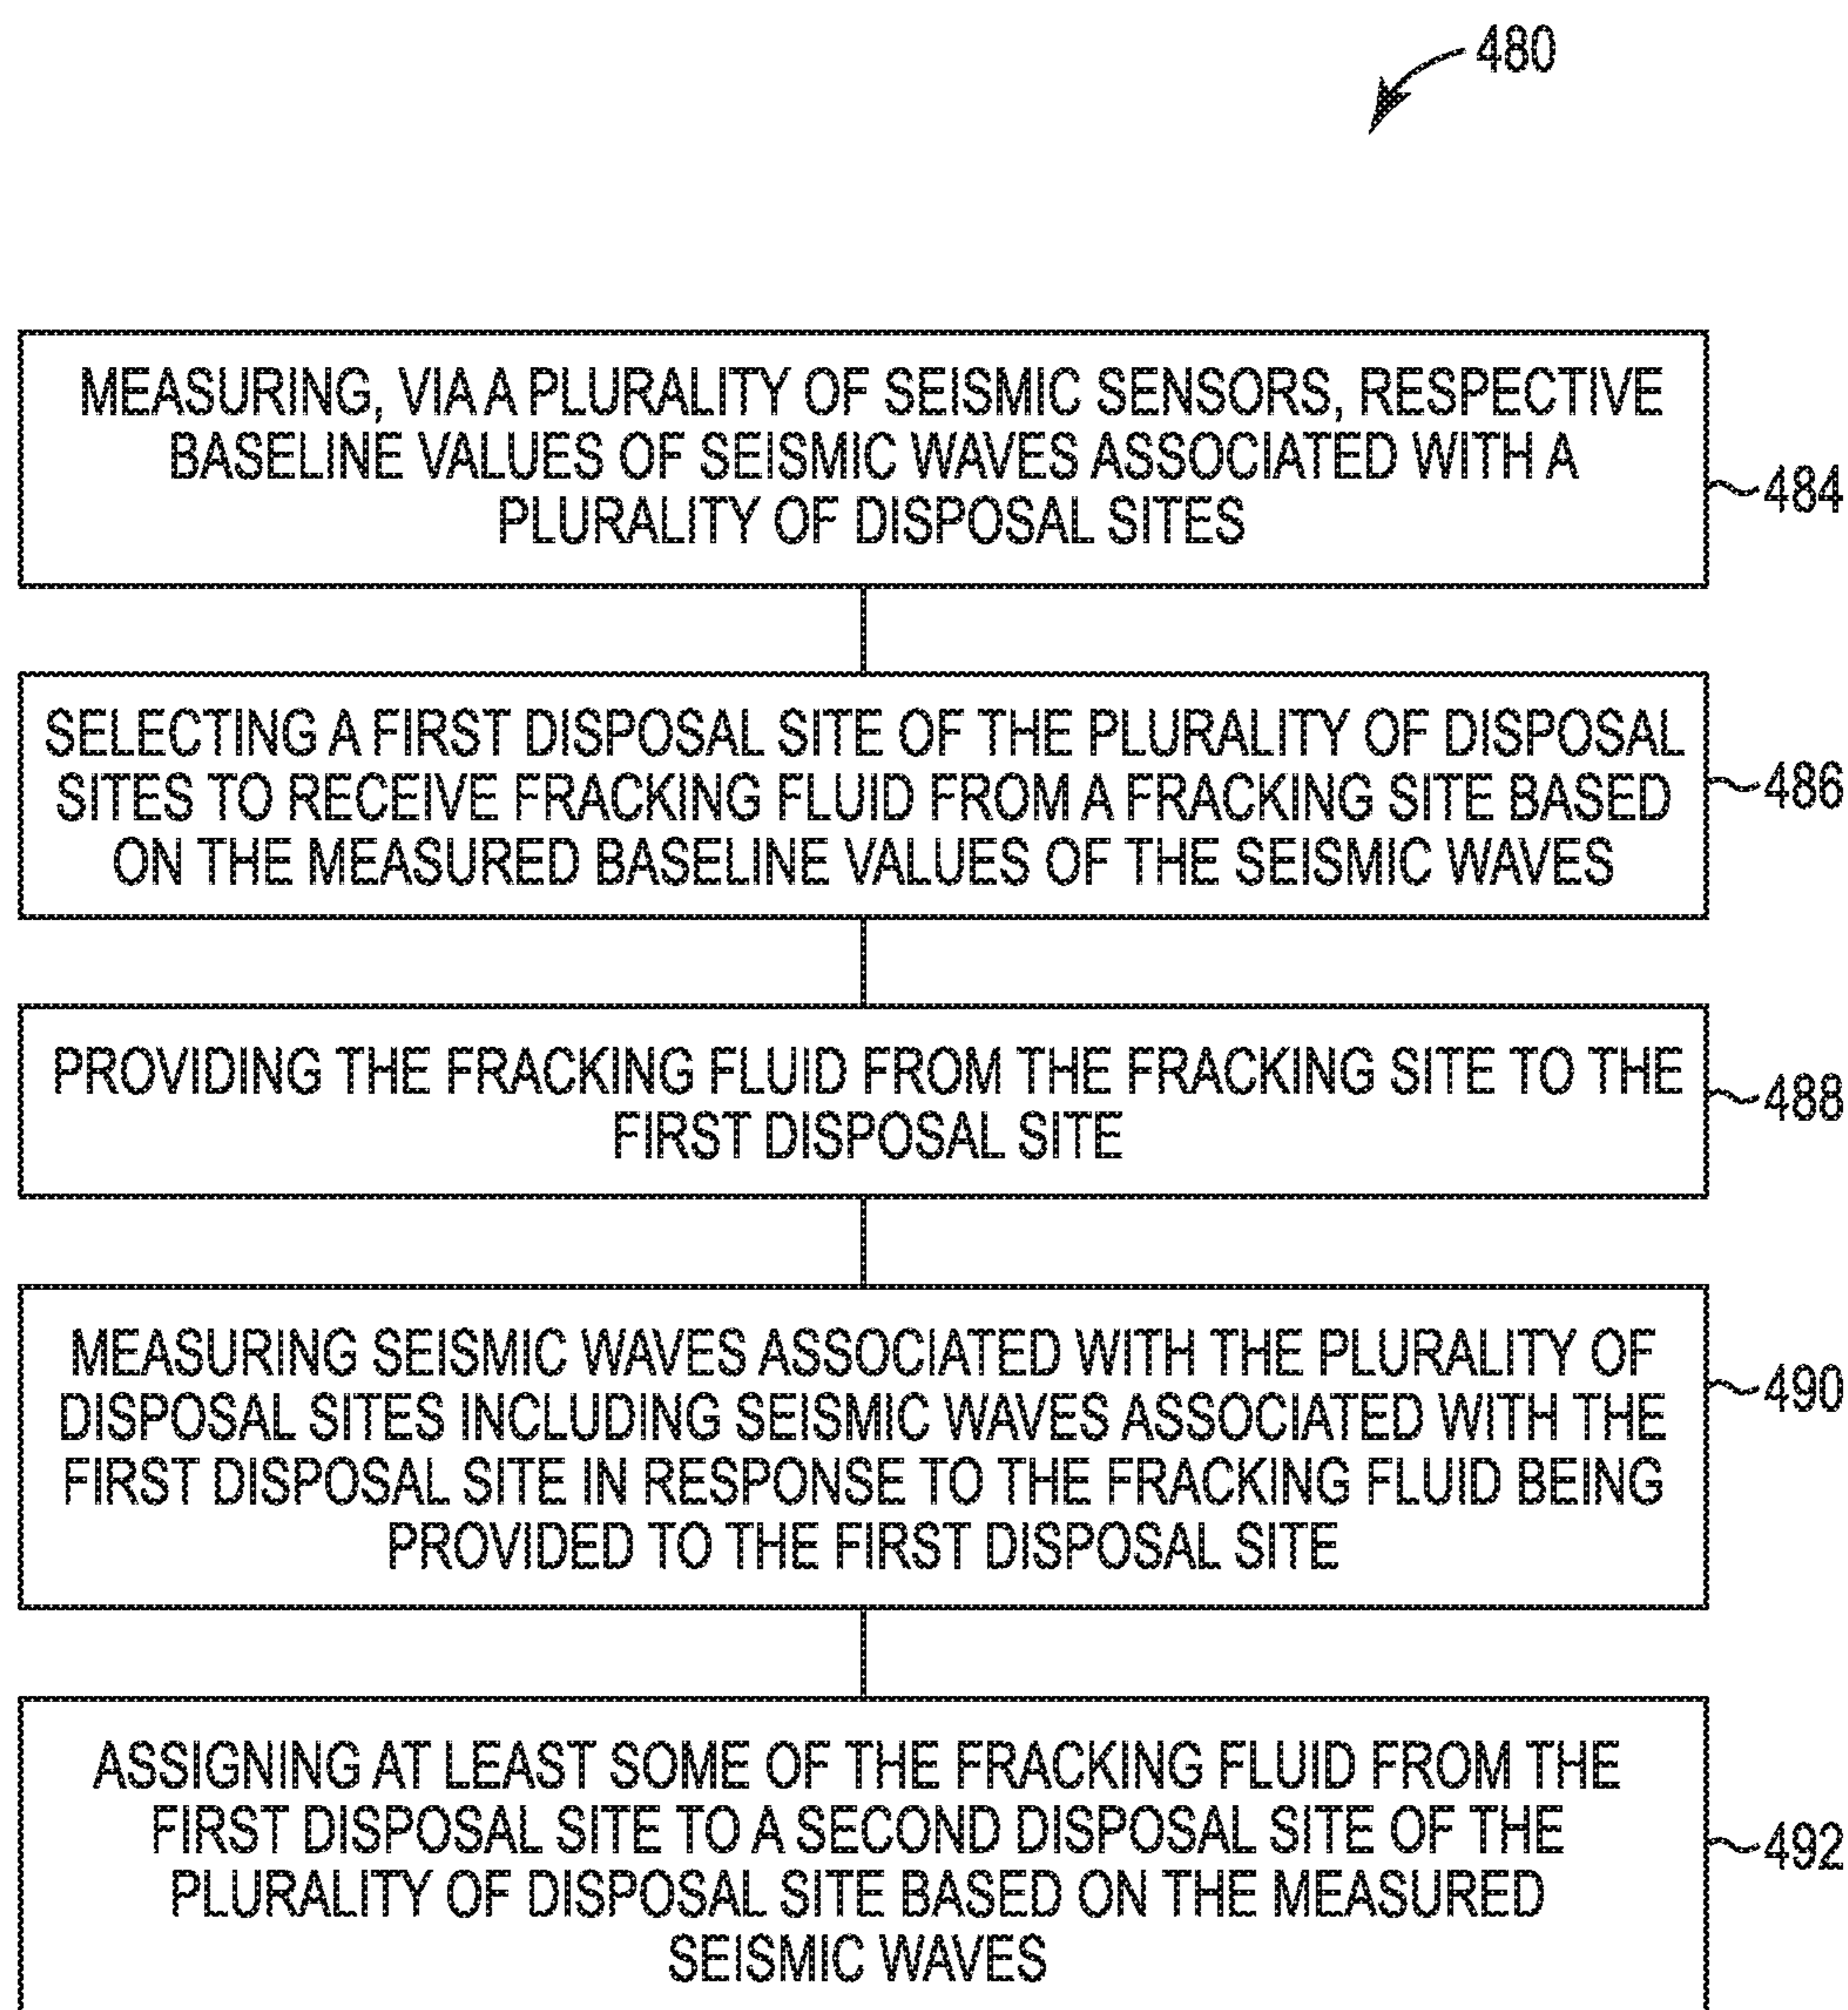 480
MEASURING, VIA A PLURALITY OF SEISMIC SENSORS, RESPECTIVE
BASELINE VALUES OF SEISMIC WAVES ASSOCIATED WITH A
PLURALITY OF DISPOSAL SITES
484
SELECTING A FIRST DISPOSAL SITE OF THE PLURALITY OF DISPOSAL
SITES TO RECEIVE FRACKING FLUID FROM A FRACKING SITE BASED
ON THE MEASURED BASELINE VALUES OF THE SEISMIC WAVES
486
PROVIDING THE FRACKING FLUID FROM THE FRACKING SITE TO THE
FIRST DISPOSAL SITE
488
MEASURING SEISMIC WAVES ASSOCIATED WITH THE PLURALITY OF
DISPOSAL SITES INCLUDING SEISMIC WAVES ASSOCIATED WITH THE
FIRST DISPOSAL SITE IN RESPONSE TO THE FRACKING FLUID BEING
PROVIDED TO THE FIRST DISPOSAL SITE
490
ASSIGNING AT LEAST SOME OF THE FRACKING FLUID FROM THE
FIRST DISPOSAL SITE TO A SECOND DISPOSAL SITE OF THE
PLURALITY OF DISPOSAL SITE BASED ON THE MEASURED
SEISMIC WAVES
492